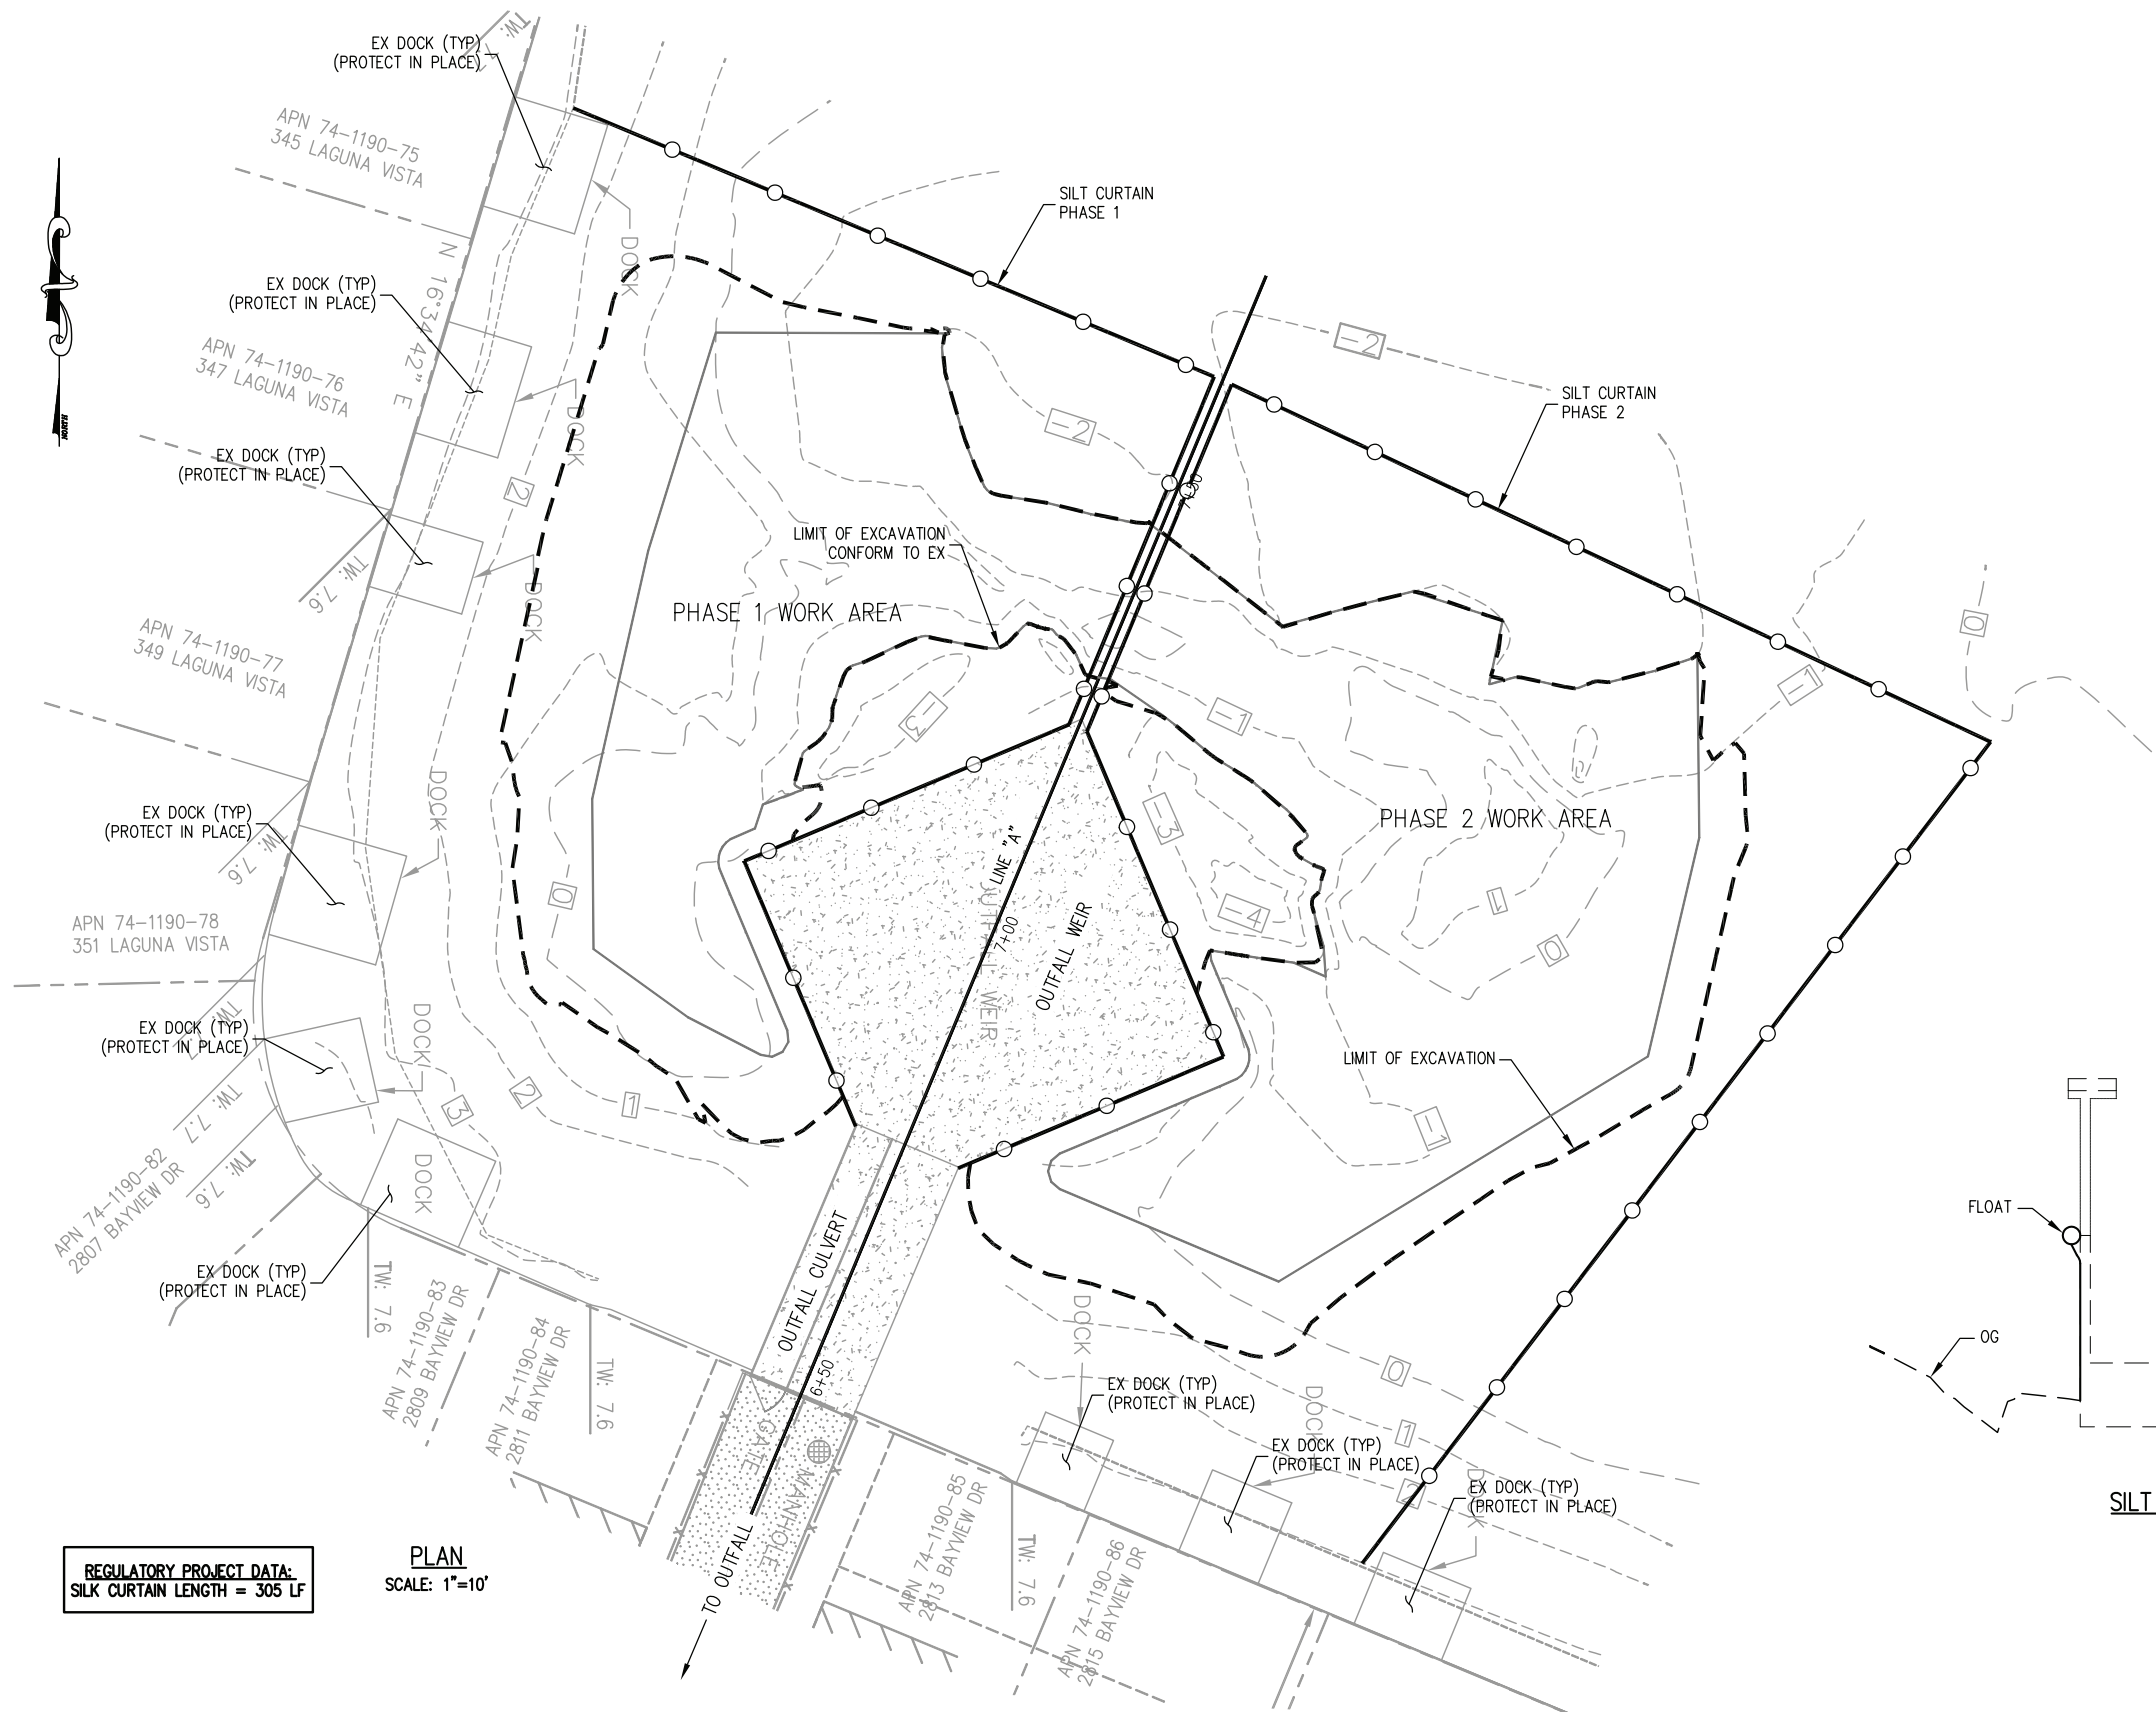 EX DOCK (TYP)
(PROTECT IN PLACE)
TW:
APN 74-1190-75
345 LAGUNA VISTA
SILT CURTAIN
PHASE 1
DOCK
N 16°34'42" E
NORTH
EX DOCK (TYP)
(PROTECT IN PLACE)
APN 74-1190-76
347 LAGUNA VISTA
-2
-2
SILT CURTAIN
PHASE 2
DOCK
EX DOCK (TYP)
(PROTECT IN PLACE)
2
LIMIT OF EXCAVATION
CONFORM TO EX
TW: 7.6
DOCK
PHASE 1 WORK AREA
0
APN 74-1190-77
349 LAGUNA VISTA
-3
-1
-1
DOCK
EX DOCK (TYP)
(PROTECT IN PLACE)
TW: 7.6
-3
PHASE 2 WORK AREA
LINE "A"
0
-4
1
0
APN 74-1190-78
351 LAGUNA VISTA
7+00
OUTFALL WEIR
OUTFALL WEIR
TW:
EX DOCK (TYP)
(PROTECT IN PLACE)
DOCK
LIMIT OF EXCAVATION
TW: 7.7
3
2
1
-1
TW: 7.6
DOCK
APN 74-1190-82
2807 BAYVIEW DR
EX DOCK (TYP)
(PROTECT IN PLACE)
OUTFALL CULVERT
FLOAT
OG
TW: 7.6
APN 74-1190-83
2809 BAYVIEW DR
APN 74-1190-84
2811 BAYVIEW DR
TW: 7.6
6+50
DOCK
EX DOCK (TYP)
(PROTECT IN PLACE)
0
1
2
DOCK
EX DOCK (TYP)
(PROTECT IN PLACE)
DOCK
EX DOCK (TYP)
(PROTECT IN PLACE)
GATE
MANHOLE
TO OUTFALL
APN 74-1190-85
2813 BAYVIEW DR
TW: 7.6
APN 74-1190-86
2815 BAYVIEW DR
SILT
REGULATORY PROJECT DATA:
SILK CURTAIN LENGTH = 305 LF
PLAN
SCALE: 1"=10'